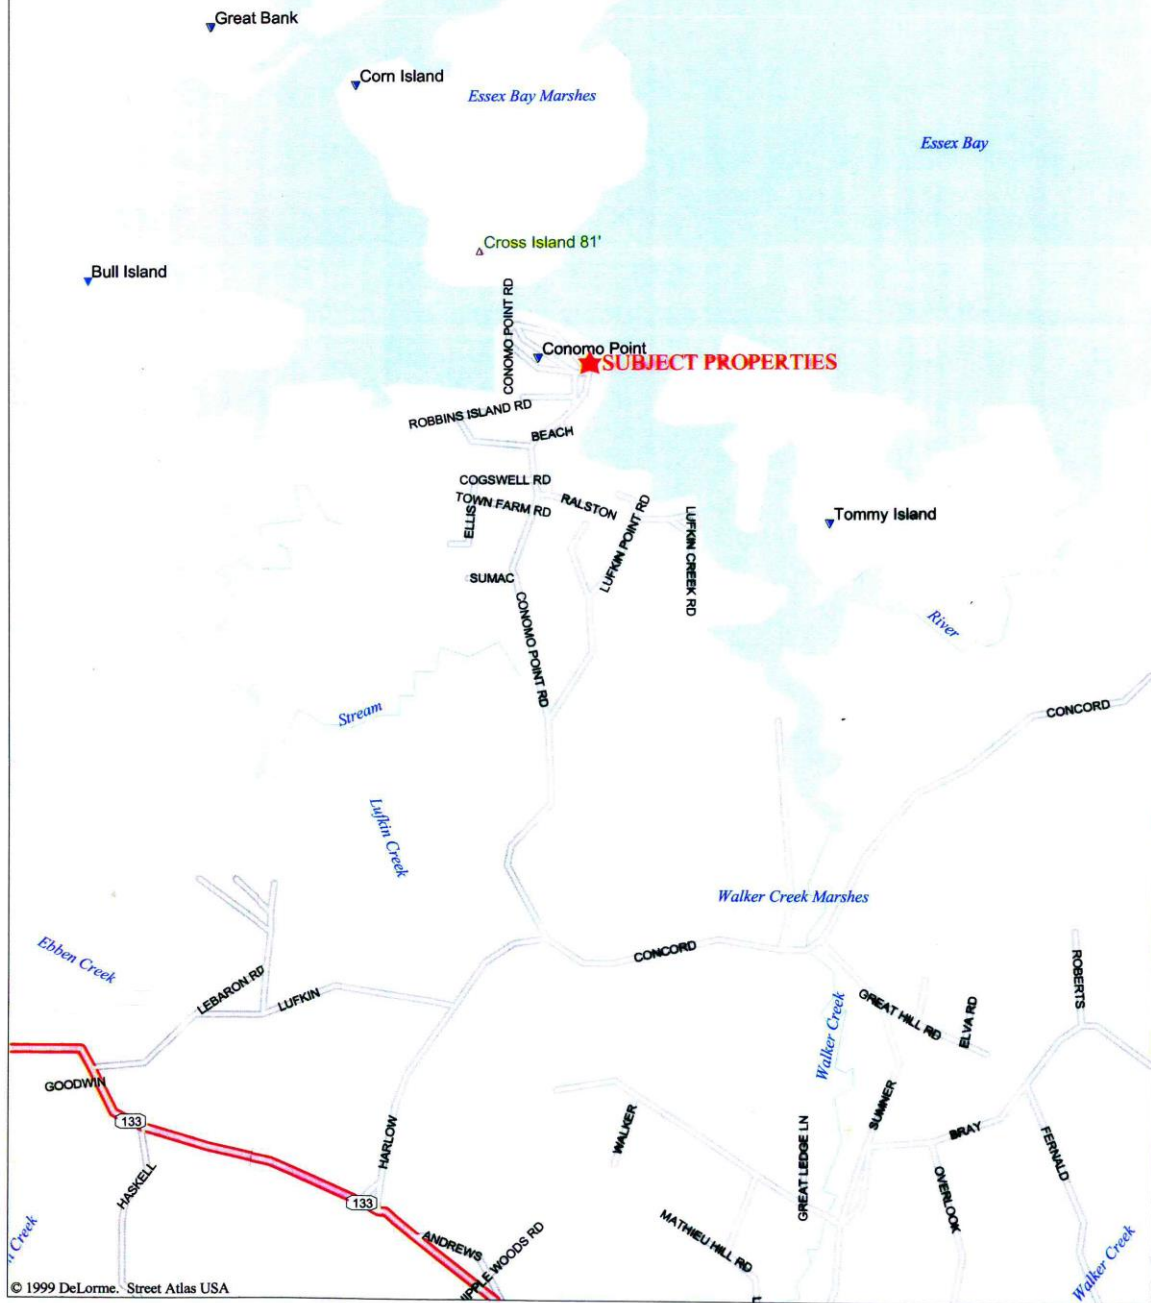 Great Bank
Corn Island
Essex Bay Marshes
Essex Bay
Cross Island 81'
Bull Island
CONOMO POINT RD
Conomo Point
SUBJECT PROPERTIES
ROBBINS ISLAND RD
BEACH
COGSWELL RD
TOWN FARM RD
ELLIS
RALSTON
LUFKIN POINT RD
LUFKIN CREEK RD
Tommy Island
SUMAC
CONOMO POINT RD
River
Stream
CONCORD
Lufkin Creek
Walker Creek Marshes
Ebben Creek
CONCORD
LEBARON RD
LUFKIN
GREAT HILL RD
ELVA RD
ROBERTS
Walker Creek
GOODWIN
133
HARLOW
WALKER
GREAT LEDGE LN
SUMNER
BRAY
FERNALD
HASKELL
133
OVERLOOK
MATHIEU HILL RD
ANDREWS
IPPLE WOODS RD
Creek
Walker Creek
© 1999 DeLorme. Street Atlas USA